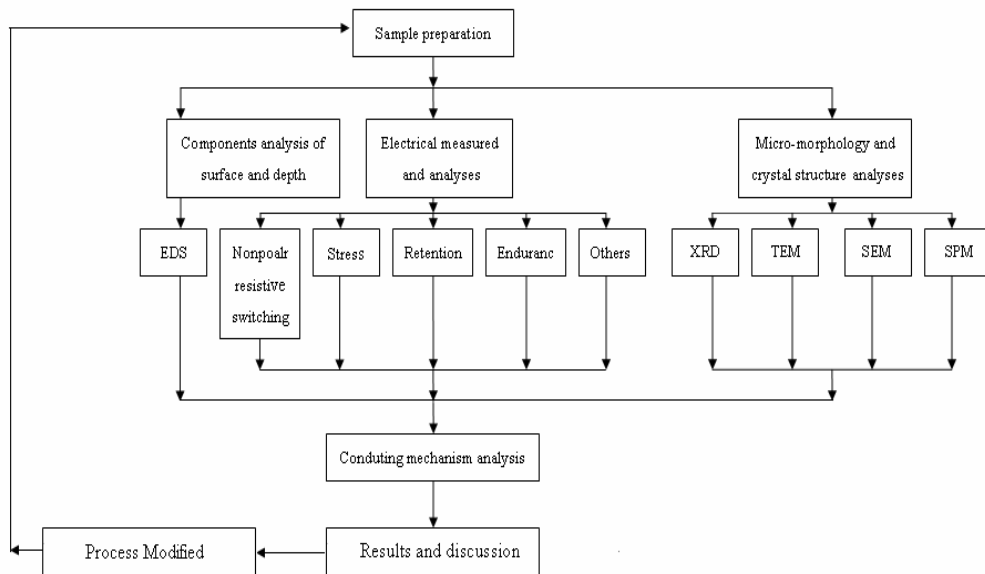 Sample preparation
Components analysis of
surface and depth
Electrical measured
and analyses
Micro-morphology and
crystal structure analyses
EDS
Nonpoalr
resistive
switching
Stress
Retention
Enduranc
Others
XRD
TEM
SEM
SPM
Conduting mechanism analysis
Process Modified
Results and discussion